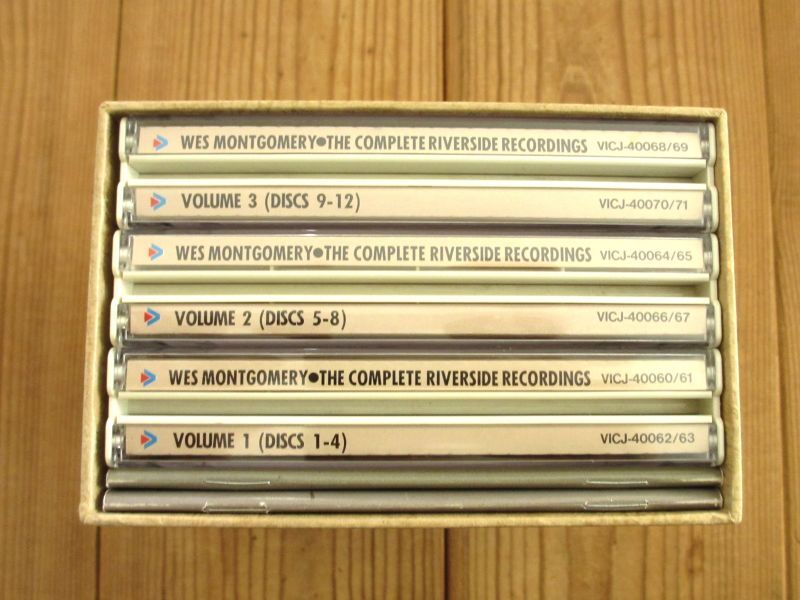 WES MONTGOMERY●THE COMPLETE RIVERSIDE RECORDINGS VICJ-40068/69
VOLUME 3 (DISCS 9-12) VICJ-40070/71
WES MONTGOMERY●THE COMPLETE RIVERSIDE RECORDINGS VICJ-40064/65
VOLUME 2 (DISCS 5-8) VICJ-40066/67
WES MONTGOMERY●THE COMPLETE RIVERSIDE RECORDINGS VICJ-40060/61
VOLUME 1 (DISCS 1-4) VICJ-40062/63